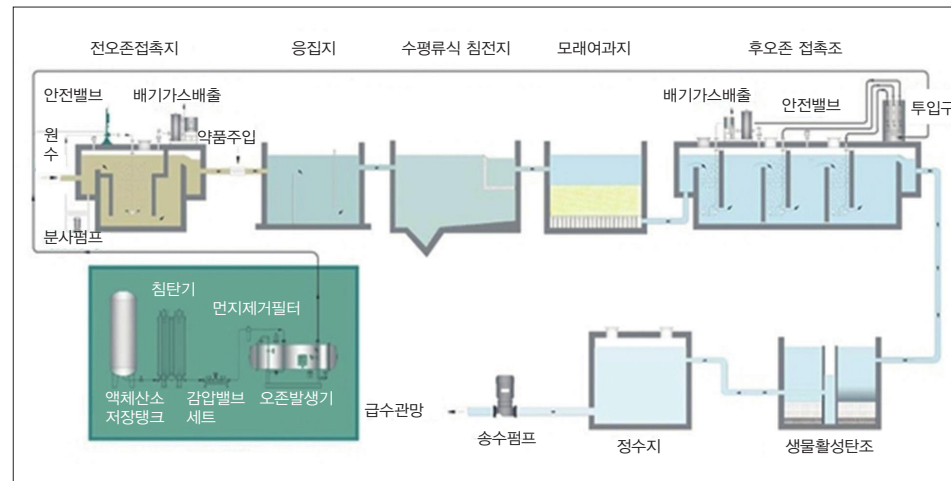 전오존접촉지
응집지
수평류식 침전지
모래여과지
후오존 접촉조
안전밸브
배기가스배출
배기가스배출
안전밸브
투입구
원
수
약품주입
분사펌프
침탄기
먼지제거필터
액체산소
저장탱크
감압밸브
세트
오존발생기
급수관망
송수펌프
정수지
생물활성탄조